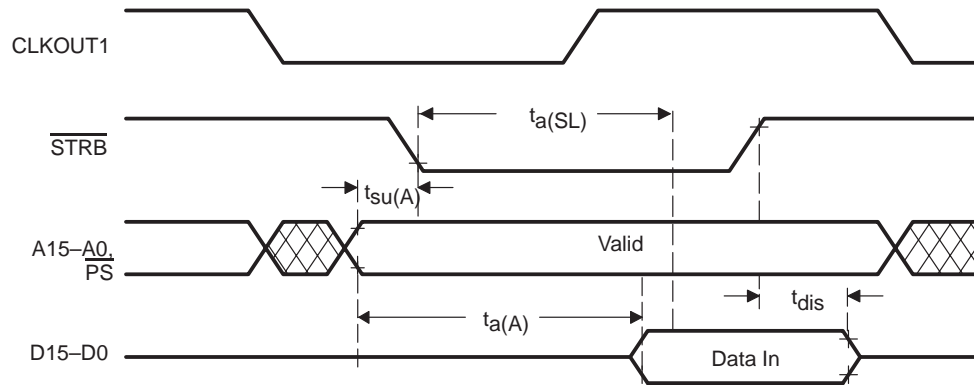 CLKOUT1
ta(SL)
STRB
tsu(A)
A15–A0,
PS
Valid
tdis
ta(A)
D15–D0
Data In